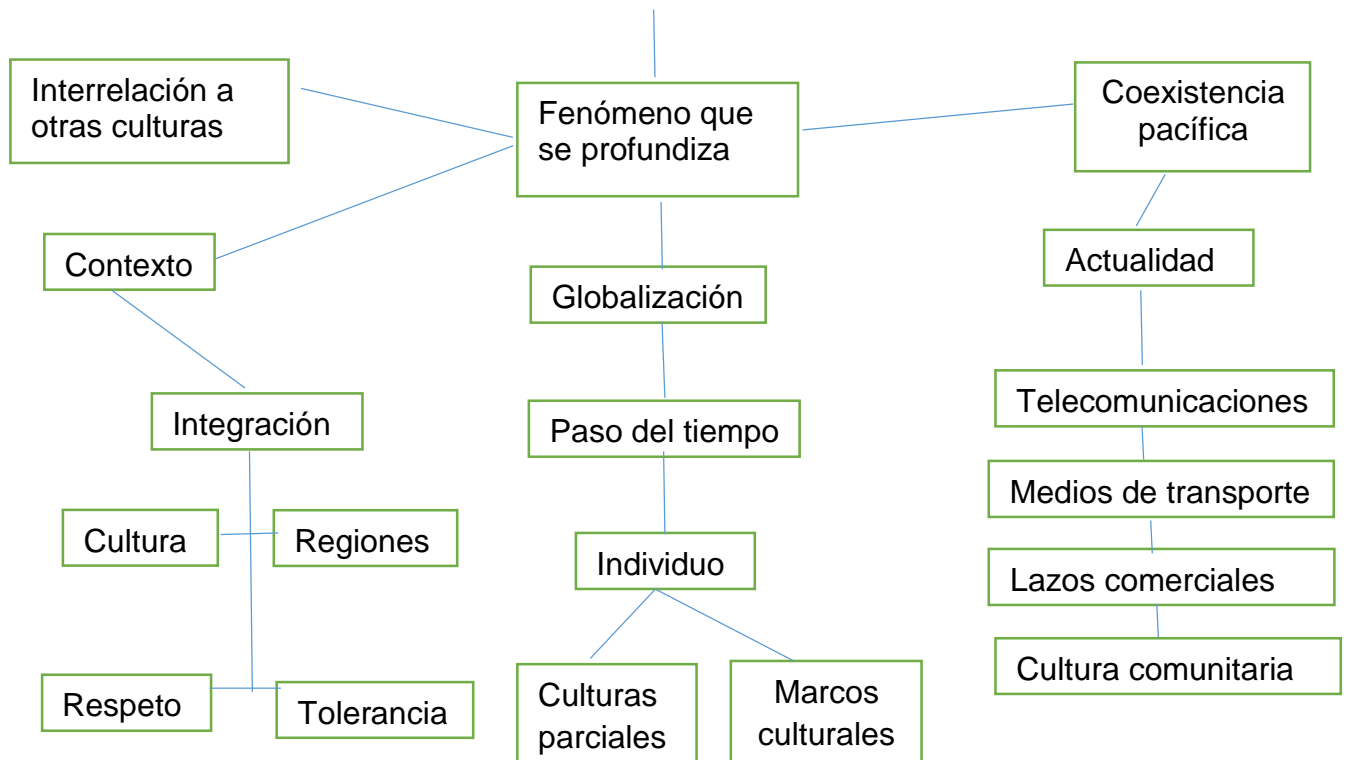 Interrelación a
otras culturas
Fenómeno que
se profundiza
Coexistencia
pacífica
Contexto
Globalización
Actualidad
Integración
Paso del tiempo
Telecomunicaciones
Medios de transporte
Cultura
Regiones
Individuo
Lazos comerciales
Respeto
Tolerancia
Culturas
parciales
Marcos
culturales
Cultura comunitaria